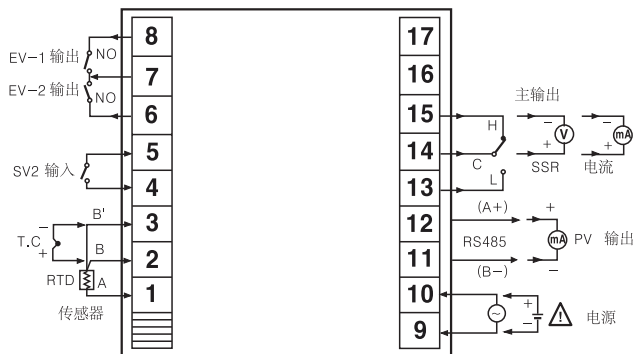 8
7
6
5
4
3
2
1
EV-1 输出
NO
EV-2 输出
NO
SV2 输入
B'
−
T.C
+
B
RTD
A
传感器
17
16
15
14
13
12
11
10
9
主输出
H
C
L
−
V
+
SSR
−
mA
+
电流
(A+)
RS485
(B−)
+
mA
−
PV 输出
~
+
−
!
电源